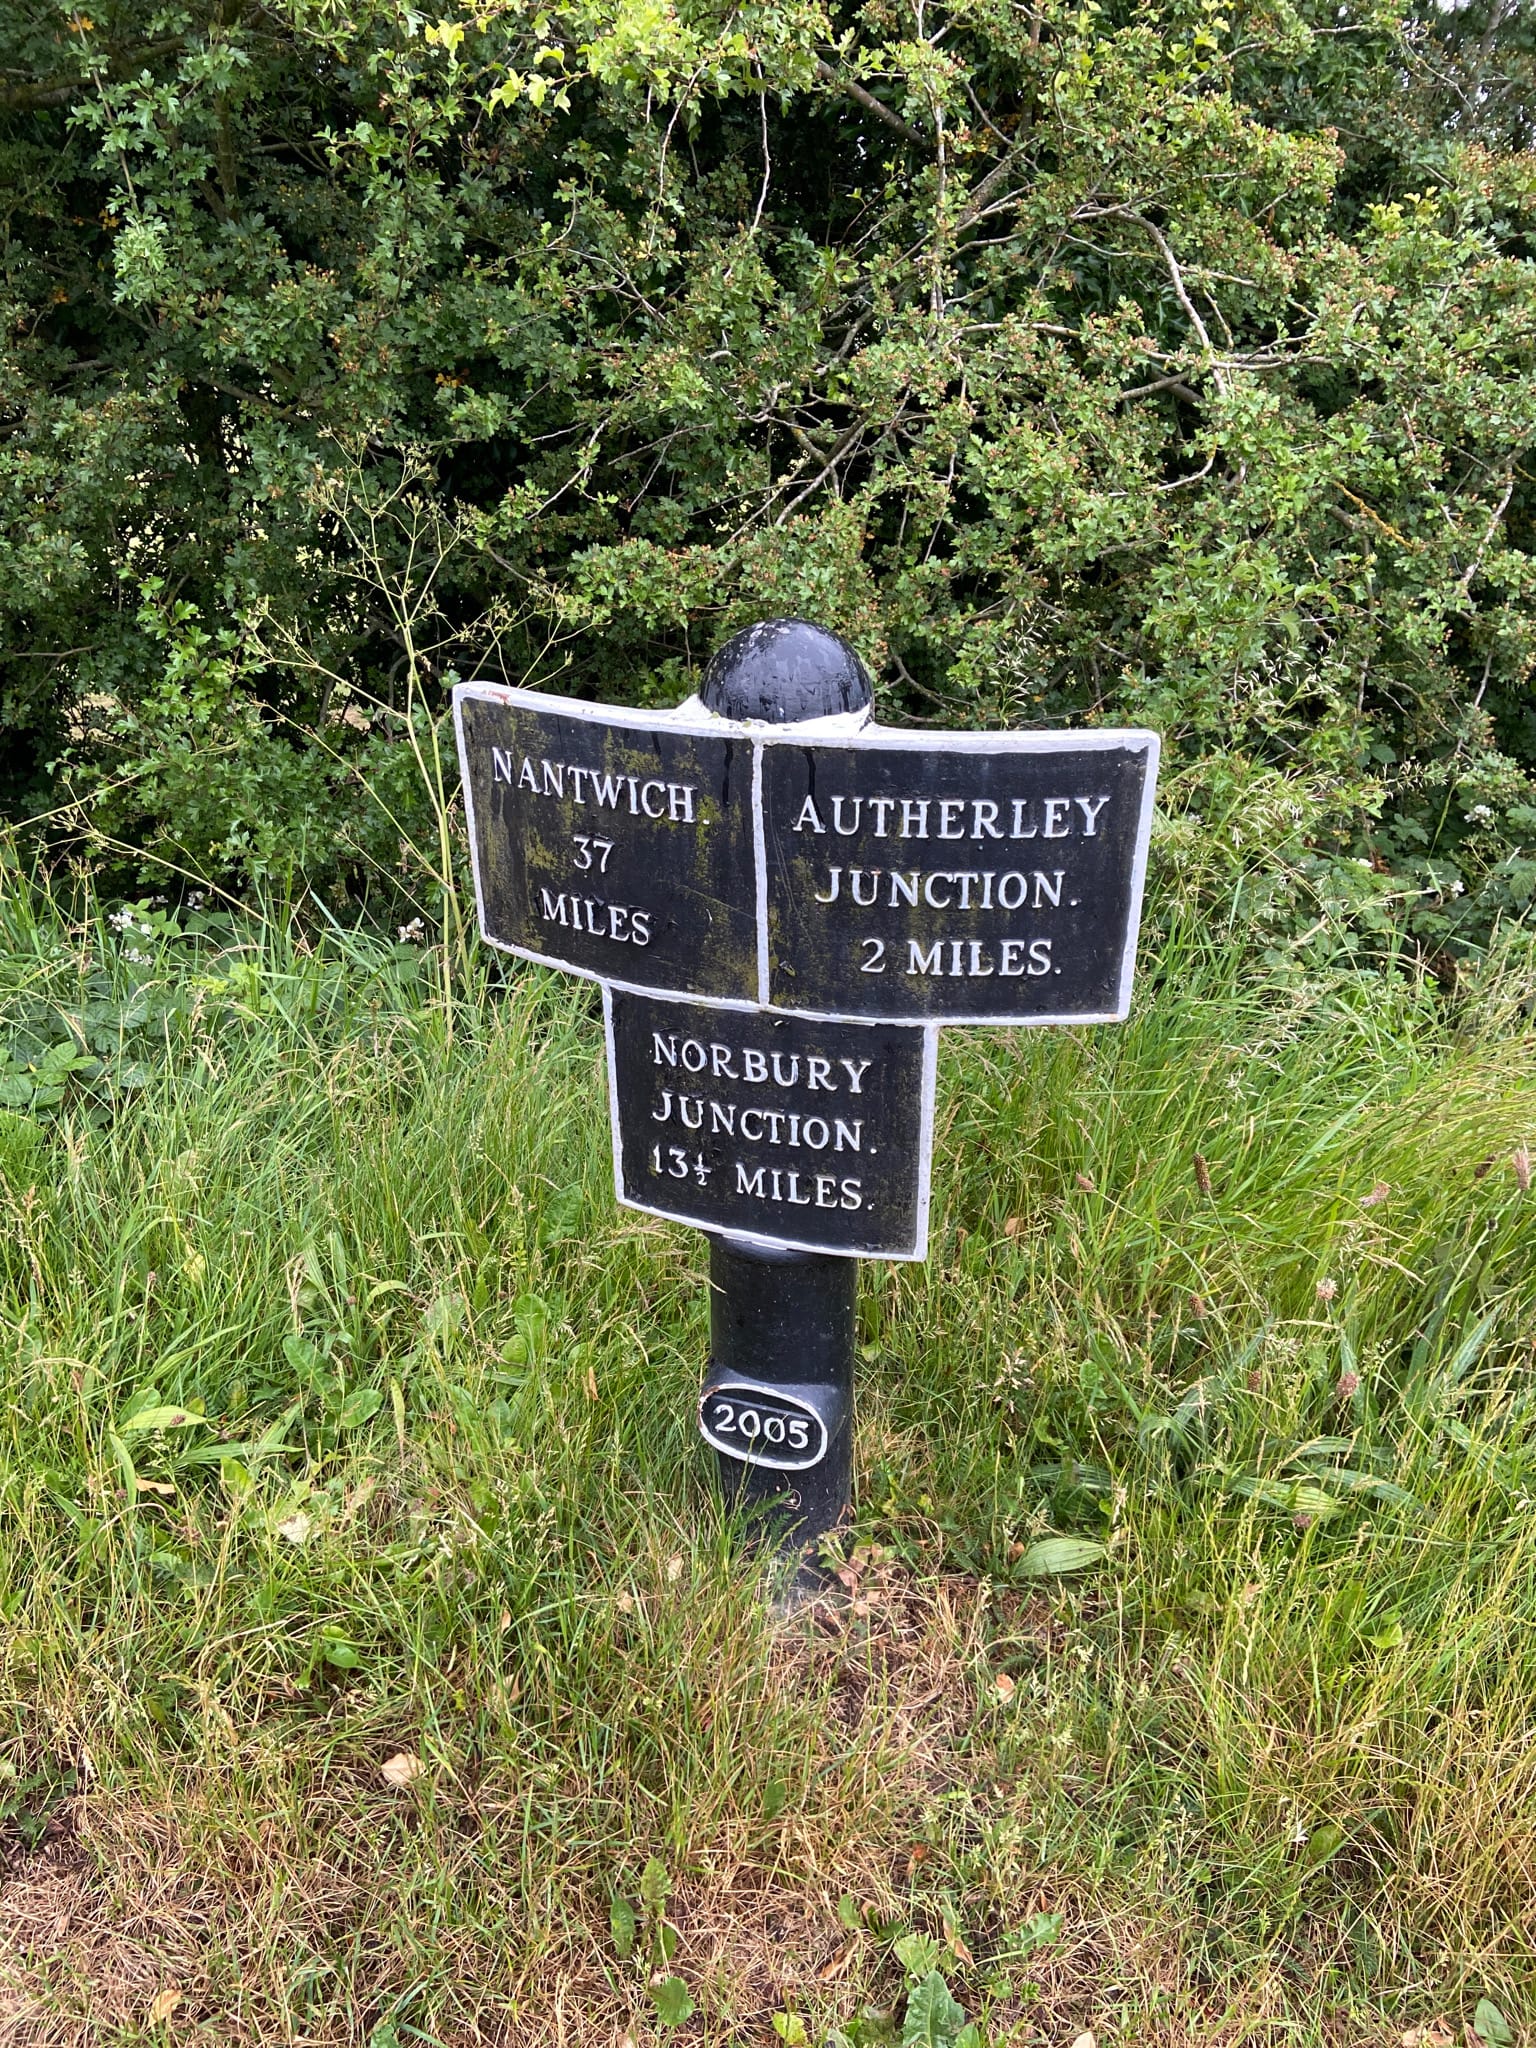 NANTWICH.
37
MILES
AUTHERLEY
JUNCTION.
2 MILES.
NORBURY
JUNCTION.
13½ MILES.
2005